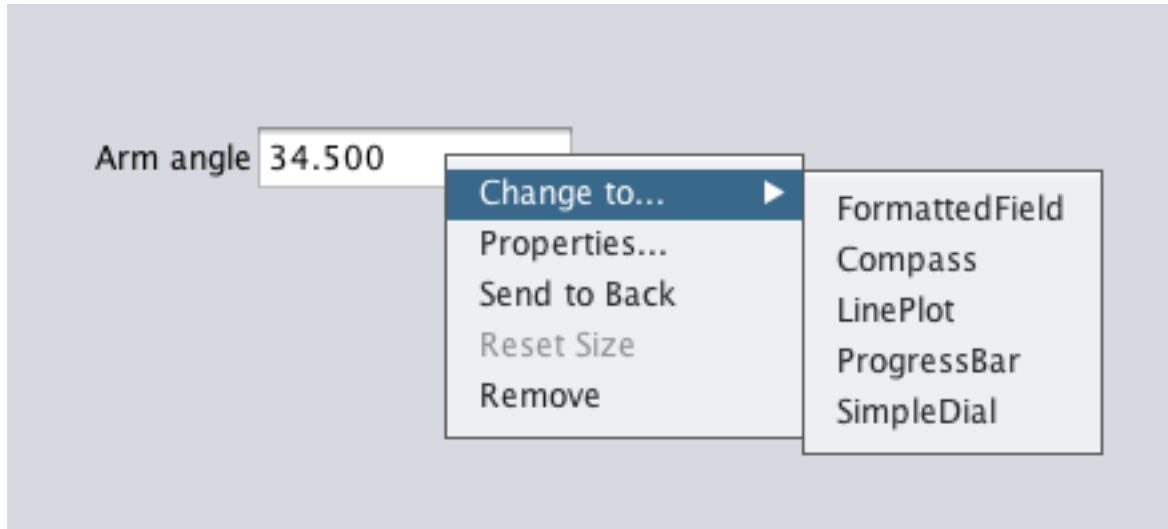 Arm angle 34.500
Change to...
Properties...
Send to Back
Reset Size
Remove
FormattedField
Compass
LinePlot
ProgressBar
SimpleDial